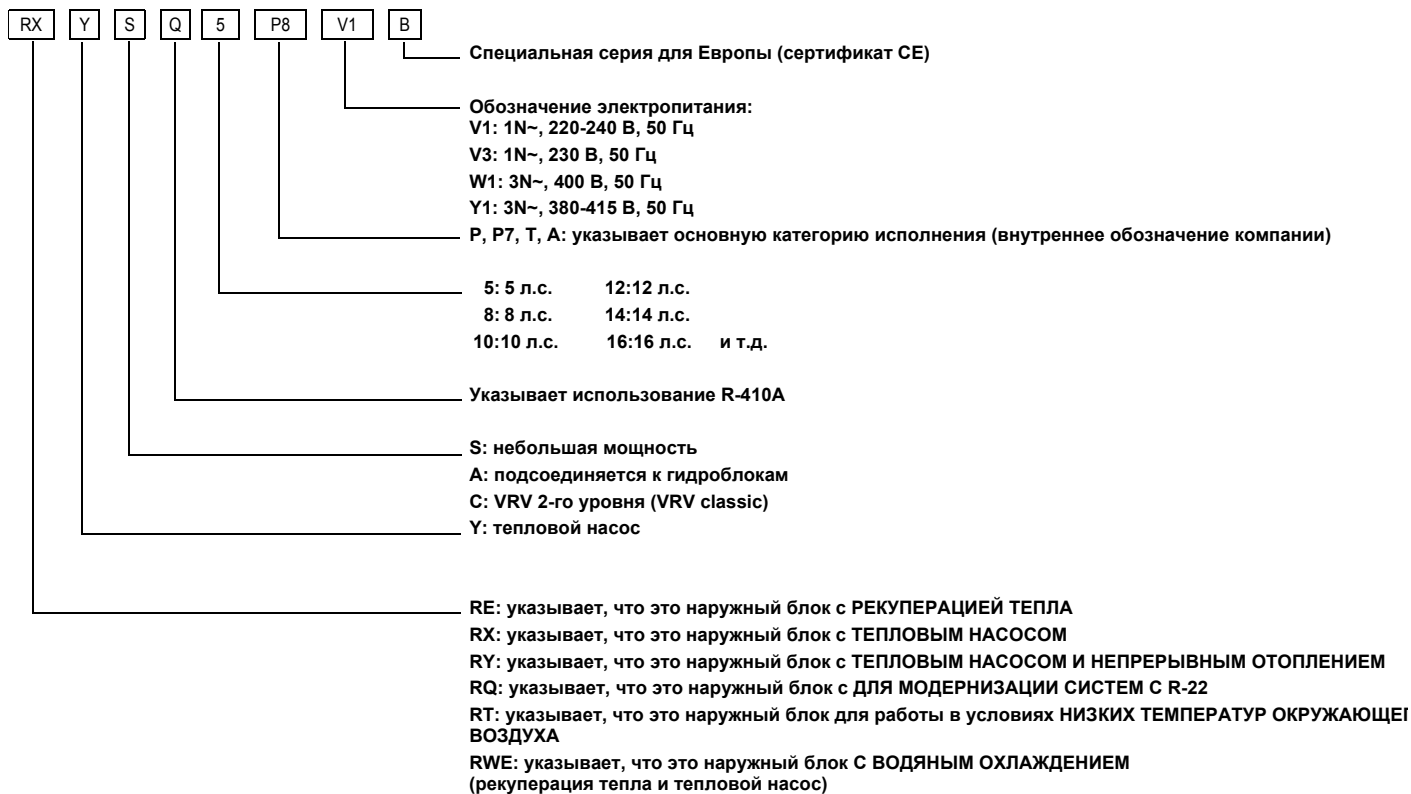 RX Y S Q 5 P8 V1 B
Специальная серия для Европы (сертификат CE)
Обозначение электропитания:
V1: 1N~, 220-240 В, 50 Гц
V3: 1N~, 230 В, 50 Гц
W1: 3N~, 400 В, 50 Гц
Y1: 3N~, 380-415 В, 50 Гц
P, P7, T, A: указывает основную категорию исполнения (внутреннее обозначение компании)
5: 5 л.с. 12:12 л.с.
8: 8 л.с. 14:14 л.с.
10:10 л.с. 16:16 л.с. и т.д.
Указывает использование R-410A
S: небольшая мощность
A: подсоединяется к гидроблокам
C: VRV 2-го уровня (VRV classic)
Y: тепловой насос
RE: указывает, что это наружный блок с РЕКУПЕРАЦИЕЙ ТЕПЛА
RX: указывает, что это наружный блок с ТЕПЛОВЫМ НАСОСОМ
RY: указывает, что это наружный блок с ТЕПЛОВЫМ НАСОСОМ И НЕПРЕРЫВНЫМ ОТОПЛЕНИЕМ
RQ: указывает, что это наружный блок с ДЛЯ МОДЕРНИЗАЦИИ СИСТЕМ С R-22
RT: указывает, что это наружный блок для работы в условиях НИЗКИХ ТЕМПЕРАТУР
ВОЗДУХА
RWE: указывает, что это наружный блок С ВОДЯНЫМ ОХЛАЖДЕНИЕМ
(рекуперация тепла и тепловой насос)